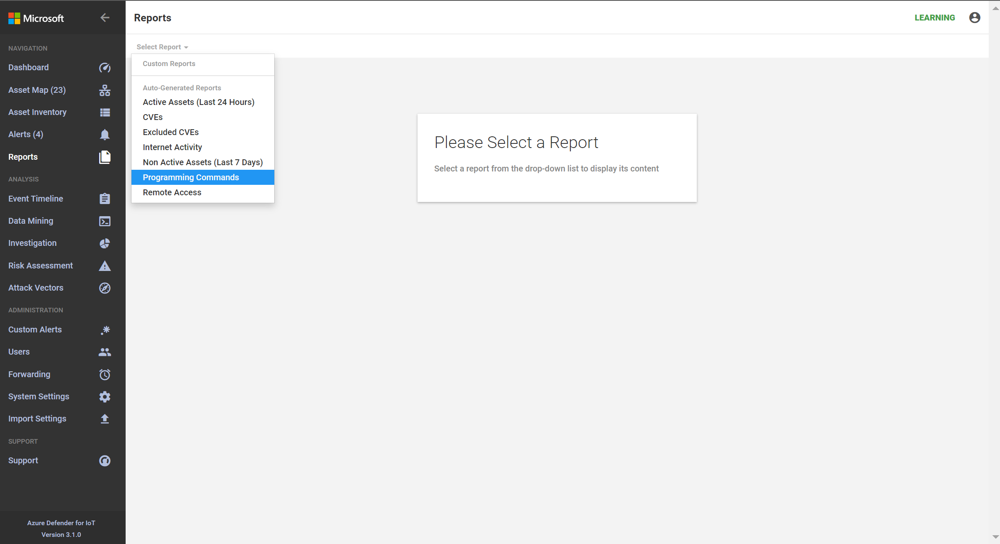 Microsoft
NAVIGATION
Dashboard
Asset Map (23)
Asset Inventory
Alerts (4)
Reports
ANALYSIS
Event Timeline
Data Mining
Investigation
Risk Assessment
Attack Vectors
ADMINISTRATION
Custom Alerts
Users
Forwarding
System Settings
Import Settings
SUPPORT
Support
Azure Defender for IoT
Version 3.1.0
Reports
LEARNING
Select Report
Custom Reports
Auto-Generated Reports
Active Assets (Last 24 Hours)
CVEs
Excluded CVEs
Internet Activity
Non Active Assets (Last 7 Days)
Programming Commands
Remote Access
Please Select a Report
Select a report from the drop-down list to display its content